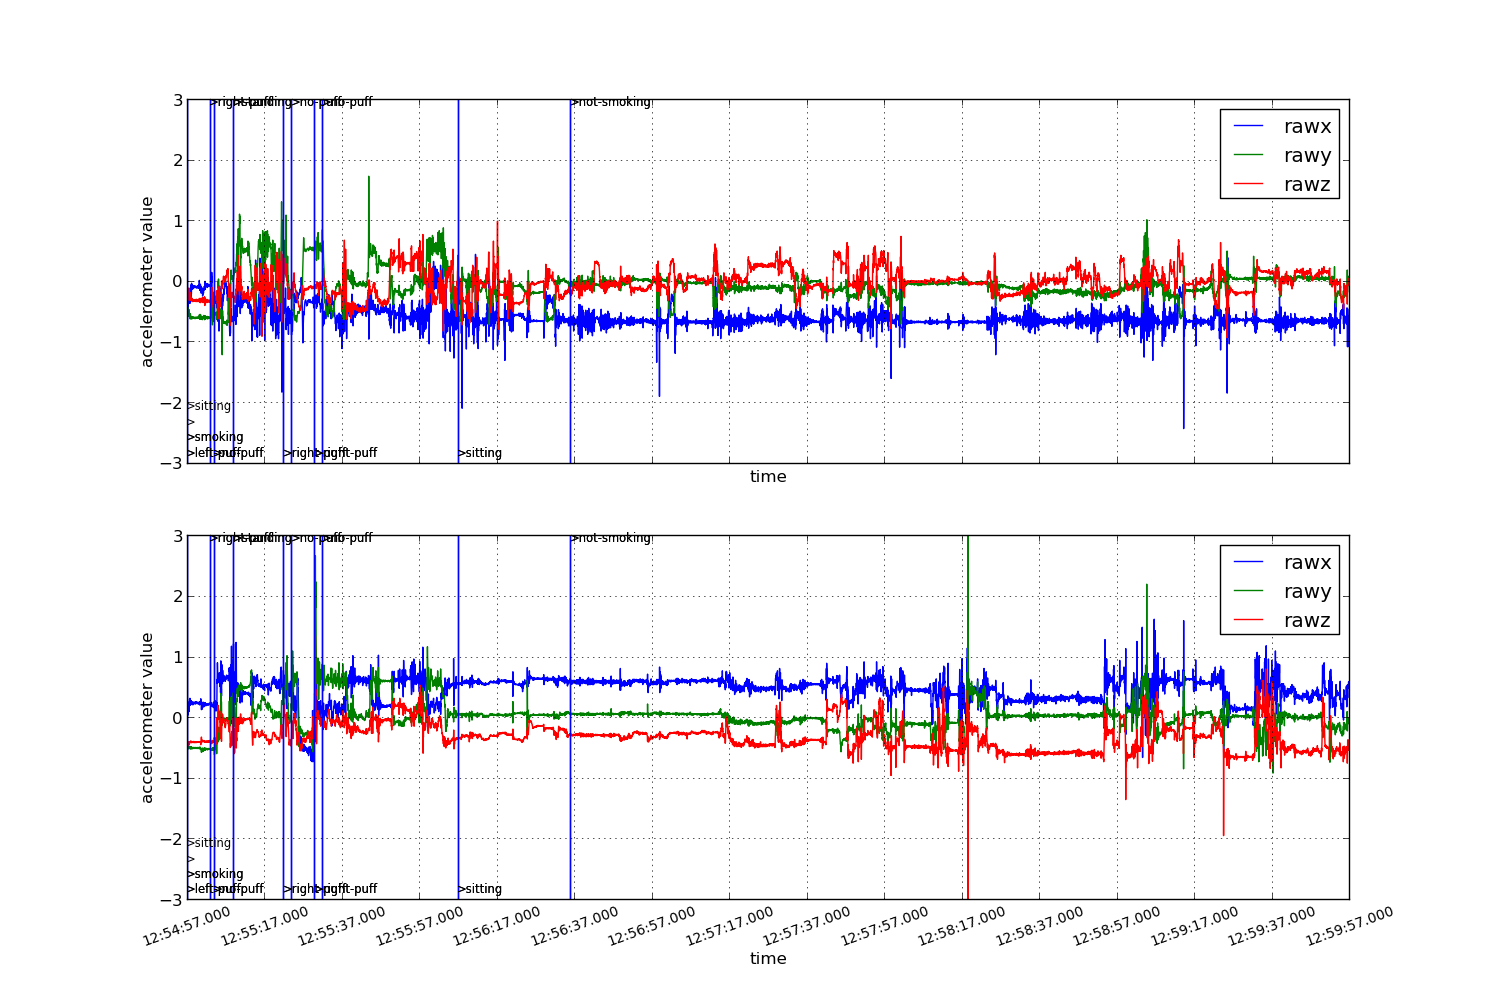 3
2
1
0
−1
−2
−3
accelerometer value
>no-puff
>not-smoking
rawx
rawy
rawz
>sitting
>
>smoking
>sitting
time
3
2
1
0
−1
−2
−3
accelerometer value
>not-smoking
rawx
rawy
rawz
>sitting
>
>smoking
>sitting
12:54:57.000
12:55:17.000
12:55:37.000
12:55:57.000
12:56:17.000
12:56:37.000
12:56:57.000
12:57:17.000
12:57:37.000
12:57:57.000
12:58:17.000
12:58:37.000
12:58:57.000
12:59:17.000
12:59:37.000
12:59:57.000
time